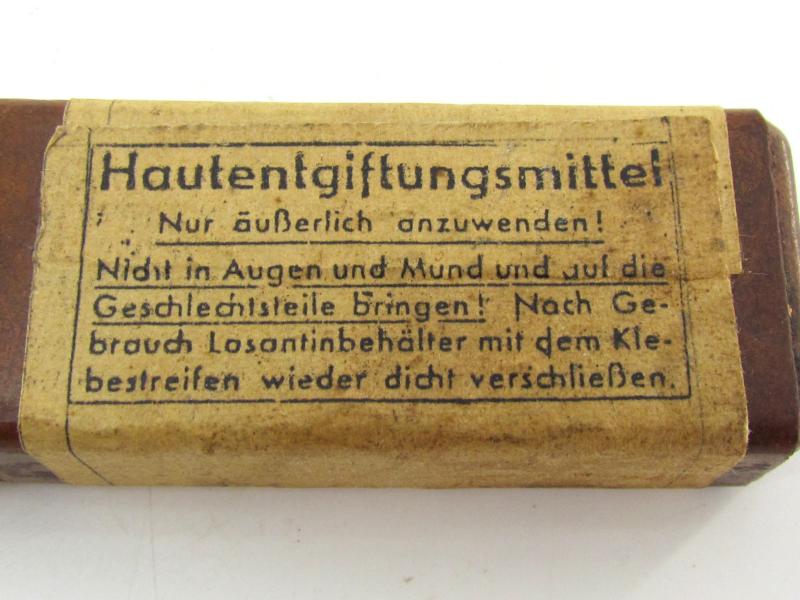 Hautentgiftungsmittel
Nur äußerlich anzuwenden!
Nicht in Augen und Mund und auf die
Geschlechtsteile bringen! Nach Ge-
brauch Losantinbehälter mit dem Kle-
bestreifen wieder dicht verschließen.